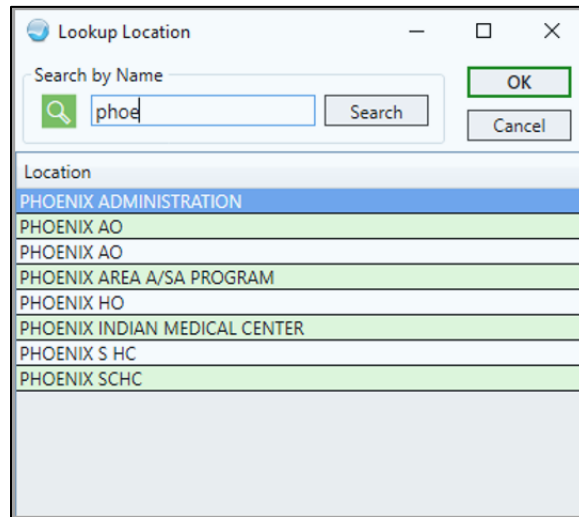 Lookup Location
Search by Name
OK
phoe
Search
Cancel
Location
PHOENIX ADMINISTRATION
PHOENIX AO
PHOENIX AO
PHOENIX AREA A/SA PROGRAM
PHOENIX HO
PHOENIX INDIAN MEDICAL CENTER
PHOENIX S HC
PHOENIX SCHC